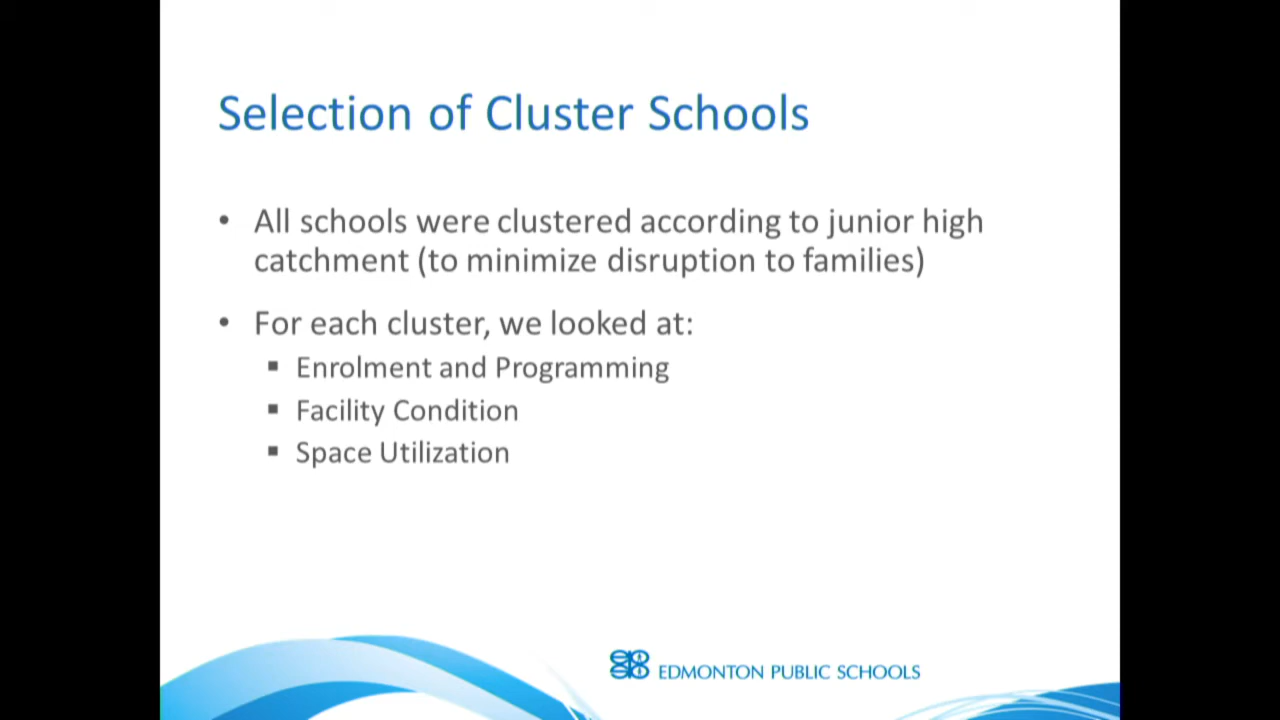 Selection of Cluster Schools
• All schools were clustered according to junior high
catchment (to minimize disruption to families)
• For each cluster, we looked at:
▪ Enrolment and Programming
▪ Facility Condition
▪ Space Utilization
EDMONTON PUBLIC SCHOOLS